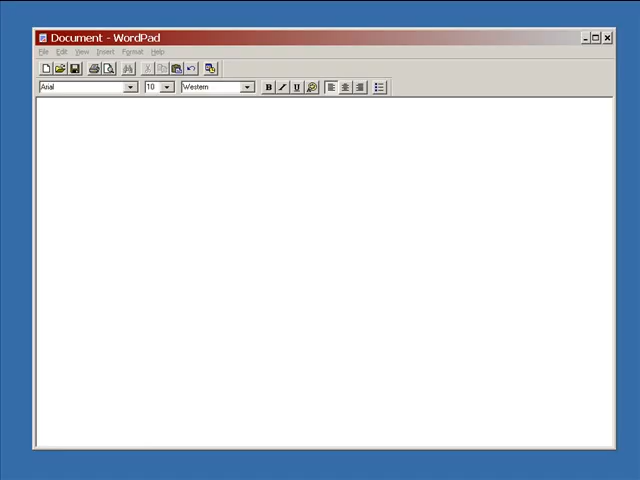 Document - WordPad
File Edit View Insert Format Help
Arial 10 Western B / U